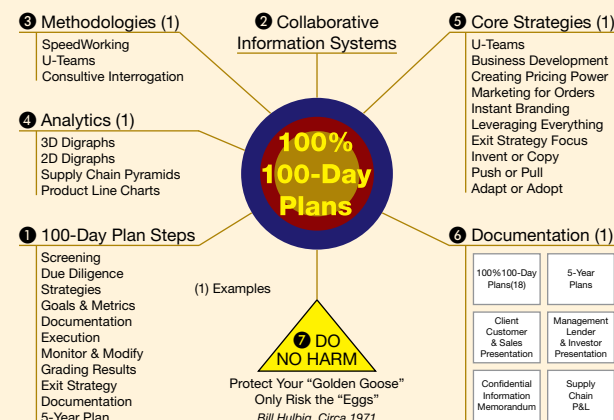 ❸ Methodologies (1)
SpeedWorking
U-Teams
Consultive Interrogation
❷ Collaborative
Information Systems
❺ Core Strategies (1)
U-Teams
Business Development
Creating Pricing Power
Marketing for Orders
Instant Branding
Leveraging Everything
Exit Strategy Focus
Invent or Copy
Push or Pull
Adapt or Adopt
❹ Analytics (1)
3D Digraphs
2D Digraphs
Supply Chain Pyramids
Product Line Charts
100%
100-Day
Plans
❶ 100-Day Plan Steps
Screening
Due Diligence
Strategies
Goals & Metrics
Documentation
Execution
Monitor & Modify
Grading Results
Exit Strategy
Documentation
5-Year Plan
(1) Examples
❼ DO
NO HARM
Protect Your “Golden Goose”
Only Risk the “Eggs”
Bill Hulbig, Circa 1971
❻ Documentation (1)
100%100-Day
Plans(18)
5-Year
Plans
Client
Customer
& Sales
Presentation
Management
Lender
& Investor
Presentation
Confidential
Information
Memorandum
Supply
Chain
P&L